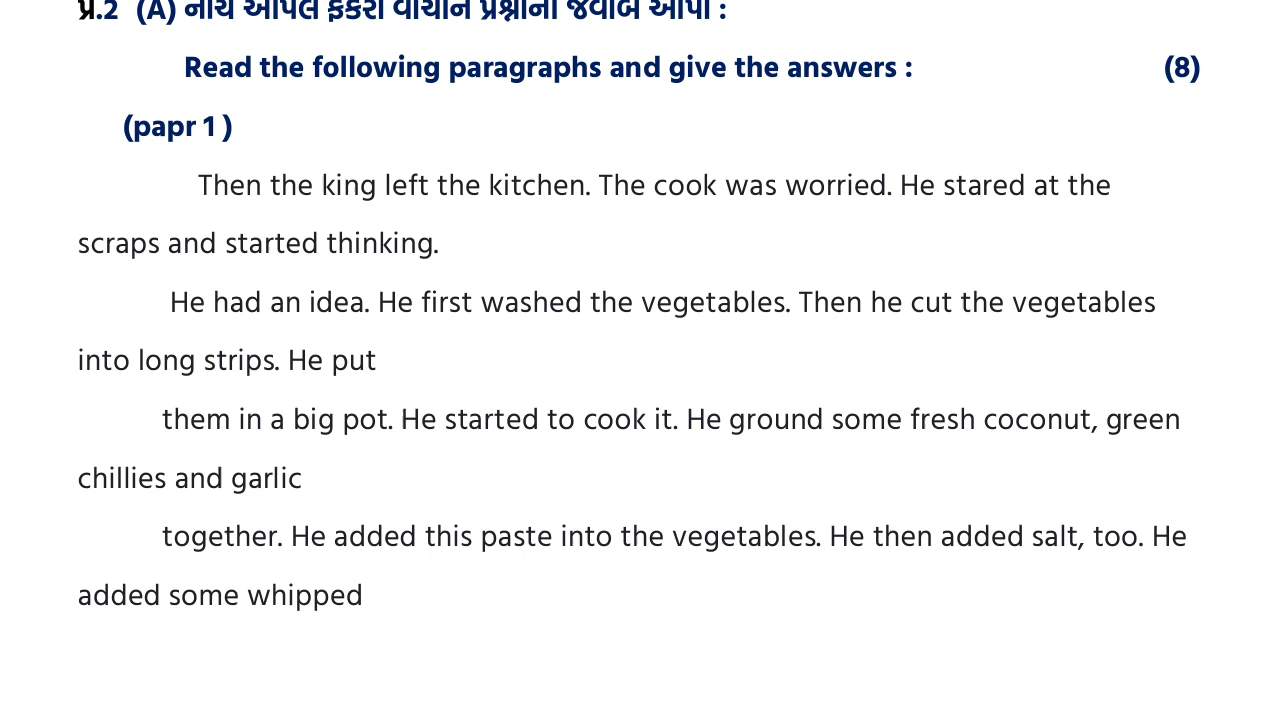 પ્ર.2 (A) નીચે આપેલ ફકરો વાંચીને પ્રશ્નોના જવાબ આપો :
Read the following paragraphs and give the answers : (8)
(papr 1 )
Then the king left the kitchen. The cook was worried. He stared at the
scraps and started thinking.
He had an idea. He first washed the vegetables. Then he cut the vegetables
into long strips. He put
them in a big pot. He started to cook it. He ground some fresh coconut, green
chillies and garlic
together. He added this paste into the vegetables. He then added salt, too. He
added some whipped